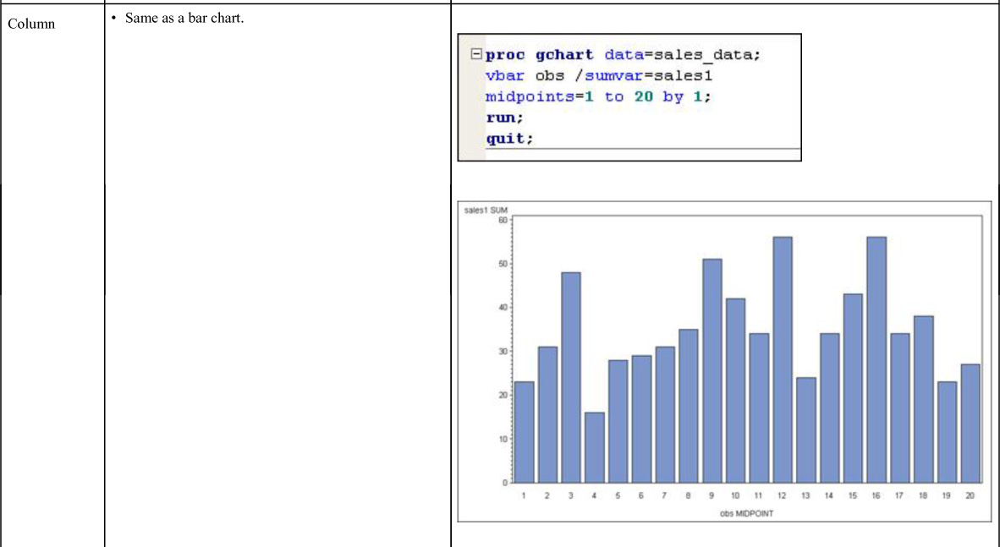 Column
• Same as a bar chart.
proc gchart data=sales_data;
vbar obs /sumvar=sales1
midpoints=1 to 20 by 1;
run;
quit;
sales1 SUM
60
50
40
30
20
10
0
1 2 3 4 5 6 7 8 9 10 11 12 13 14 15 16 17 18 19 20
obs MIDPOINT